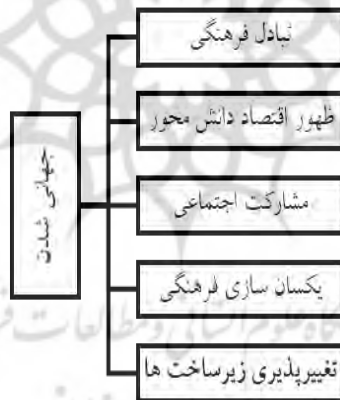 تبادل فرهنگی
ظهور اقتصاد دانش محور
مشارکت اجتماعی
یکسان سازی فرهنگی
تغییرپذیری زیرساخت ها
جهانی شدن